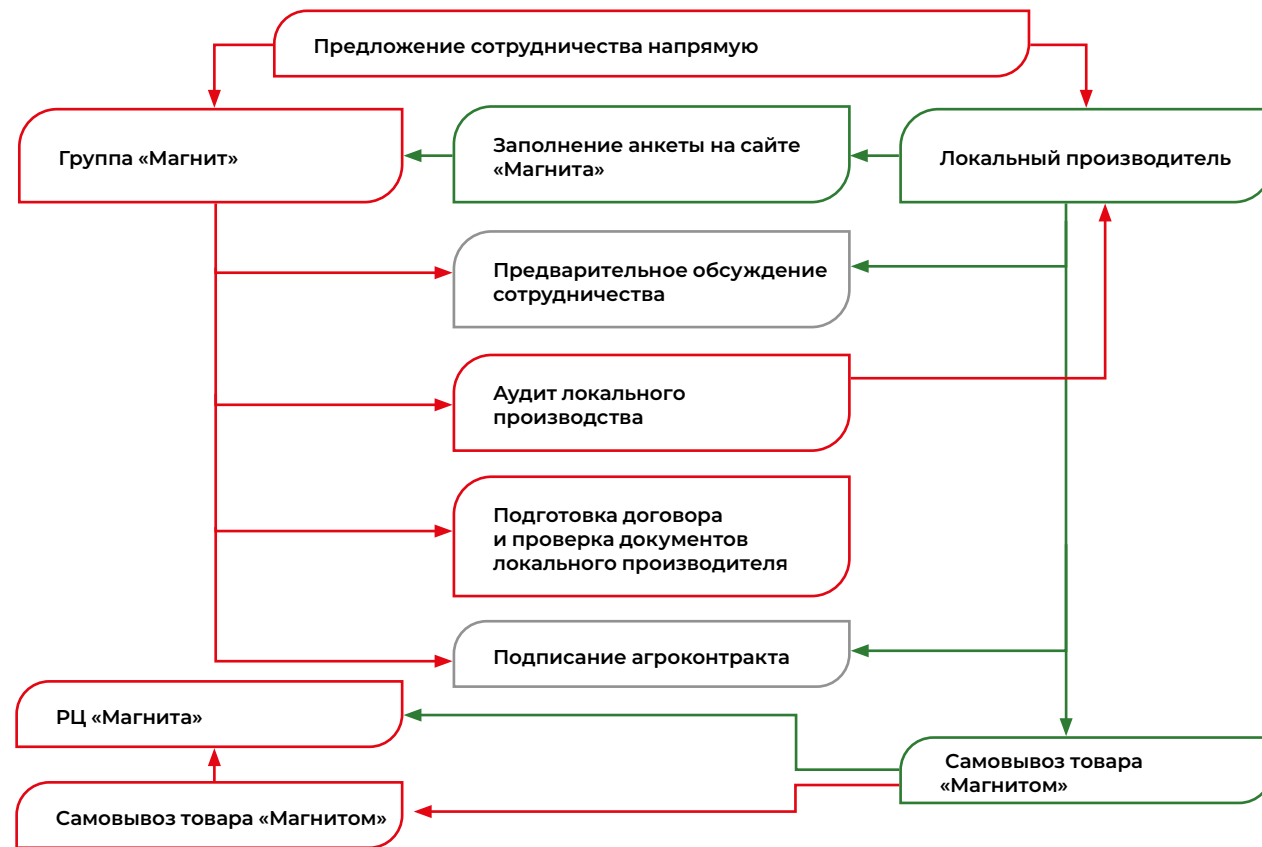 Предложение сотрудничества напрямую
Группа «Магнит»
Заполнение анкеты на сайте
«Магнита»
Локальный производитель
Предварительное обсуждение
сотрудничества
Аудит локального
производства
Подготовка договора
и проверка документов
локального производителя
Подписание агроконтракта
РЦ «Магнита»
Самовывоз товара
«Магнитом»
Самовывоз товара «Магнитом»